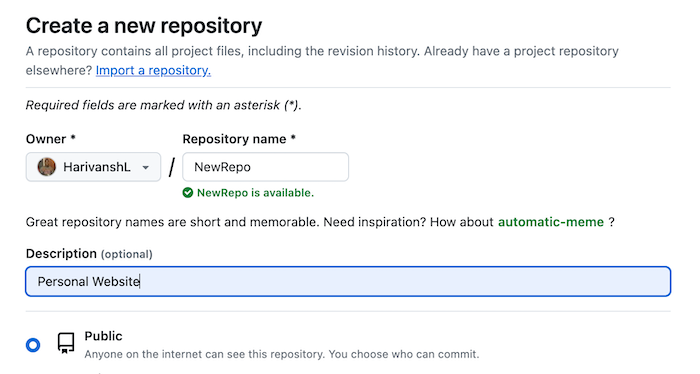 Create a new repository
A repository contains all project files, including the revision history. Already have a project repository
elsewhere? Import a repository.
Required fields are marked with an asterisk (*).
Owner * Repository name *
HarivanshL / NewRepo
NewRepo is available.
Great repository names are short and memorable. Need inspiration? How about automatic-meme ?
Description (optional)
Personal Website
Public
Anyone on the internet can see this repository. You choose who can commit.